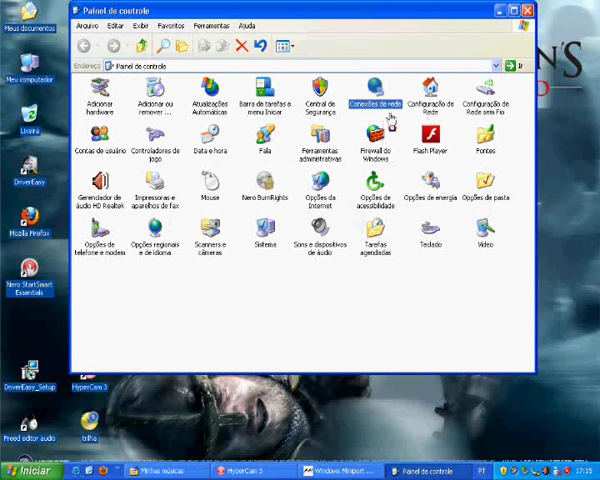 Painel de controle
Arquivo Editar Exibir Favoritos Ferramentas Ajuda
Endereço Painel de controle Ir
Adicionar
hardware
Adicionar ou
remover ...
Atualizações
Automáticas
Barra de tarefas e
menu Iniciar
Central de
Segurança
Conexões de rede
Configuração de
Rede
Configuração de
Rede sem Fio
Contas de usuário
Controladores de
jogo
Data e hora
Fala
Ferramentas
administrativas
Firewall do
Windows
Flash Player
Fontes
Gerenciador de
áudio HD Realtek
Impressoras e
aparelhos de fax
Mouse
Nero BurnRights
Opções da
Internet
Opções de
acessibilidade
Opções de energia
Opções de pasta
Opções de
telefone e modem
Opções regionais
e de idioma
Scanners e
câmeras
Sistema
Sons e dispositivos
de áudio
Tarefas
agendadas
Teclado
Vídeo
Meus documentos
Meu computador
Lixeira
DriverEasy
Mozilla Firefox
Nero StartSmart
Essentials
DriverEasy_Setup
HyperCam 3
Freed editor audio
trilha
Iniciar
Minhas músicas
HyperCam 3
Windows Miniport ...
Painel de controle
PT
17:15